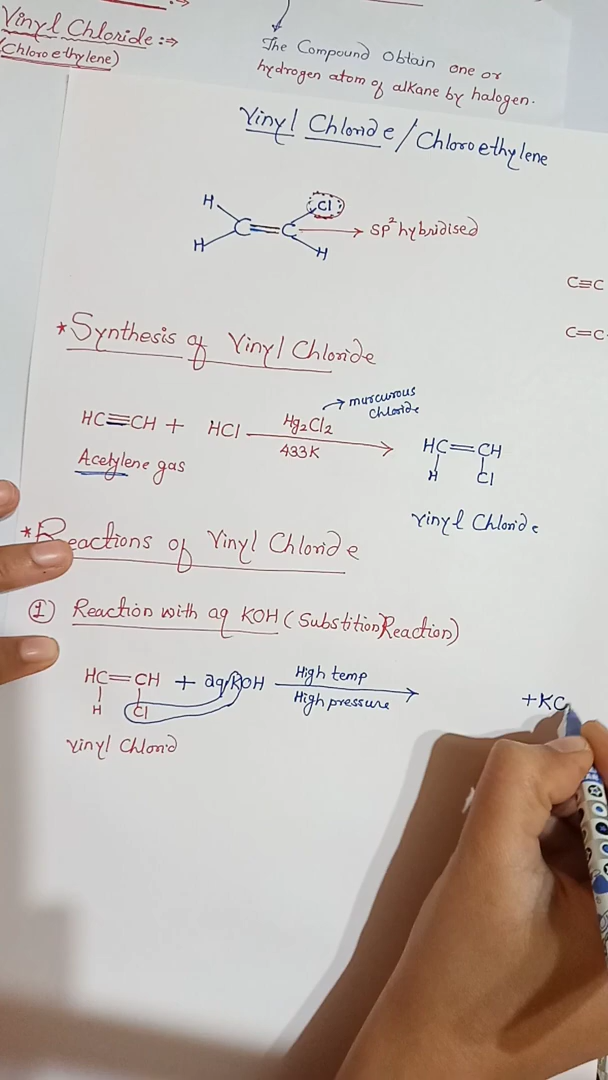 Vinyl Chloride :⇒
(Chloroethylene)
The Compound Obtain one or
hydrogen atom of alkane by halogen.
Vinyl Chloride/Chloroethylene
H Cl
C=C → SP² hybridised
H H
C≡C
C=C
*Synthesis of Vinyl Chloride
→ murcurous
chloride
HC≡CH + HCl Hg2Cl2 → HC=CH
433K
H Cl
Acetylene gas
vinyl Chloride
*Reactions of Vinyl Chloride
① Reaction with aq KOH (Substition Reaction)
HC=CH + aq KOH High temp → + KC
High pressure
H Cl
vinyl Chlorid